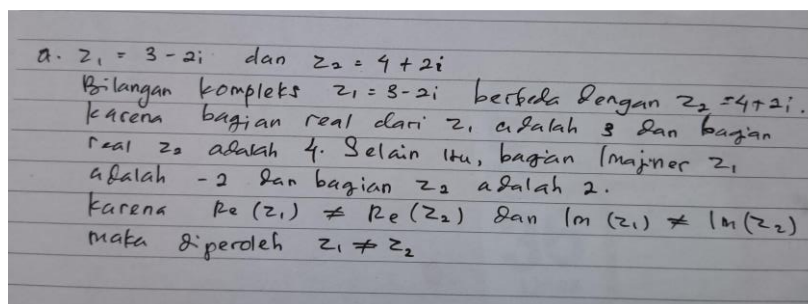 a. z₁ = 3 - 2i dan z₂ = 4 + 2i
Bilangan kompleks z₁ = 3 - 2i berbeda dengan z₂ = 4 + 2i.
karena bagian real dari z₁ adalah 3 dan bagian
real z₂ adalah 4. Selain itu, bagian Imajiner z₁
adalah - 2 dan bagian z₂ adalah 2.
karena Re (z₁) ≠ Re (z₂) dan Im (z₁) ≠ Im (z₂)
maka diperoleh z₁ ≠ z₂